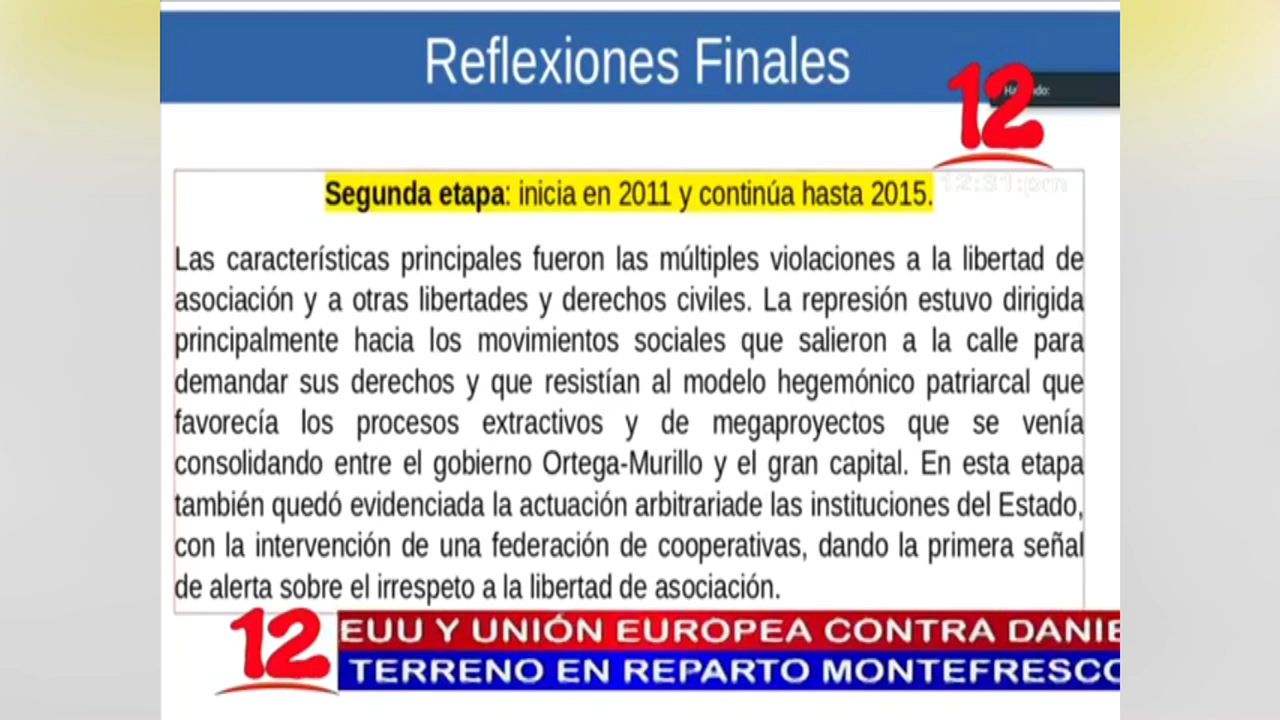 Reflexiones Finales
12
Segunda etapa: inicia en 2011 y continúa hasta 2015.
12:31:pm
Las características principales fueron las múltiples violaciones a la libertad de
asociación y a otras libertades y derechos civiles. La represión estuvo dirigida
principalmente hacia los movimientos sociales que salieron a la calle para
demandar sus derechos y que resistían al modelo hegemónico patriarcal que
favorecía los procesos extractivos y de megaproyectos que se venía
consolidando entre el gobierno Ortega-Murillo y el gran capital. En esta etapa
también quedó evidenciada la actuación arbitrariade las instituciones del Estado,
con la intervención de una federación de cooperativas, dando la primera señal
de alerta sobre el irrespeto a la libertad de asociación.
12
EUU Y UNIÓN EUROPEA CONTRA DANIE
TERRENO EN REPARTO MONTEFRESCO